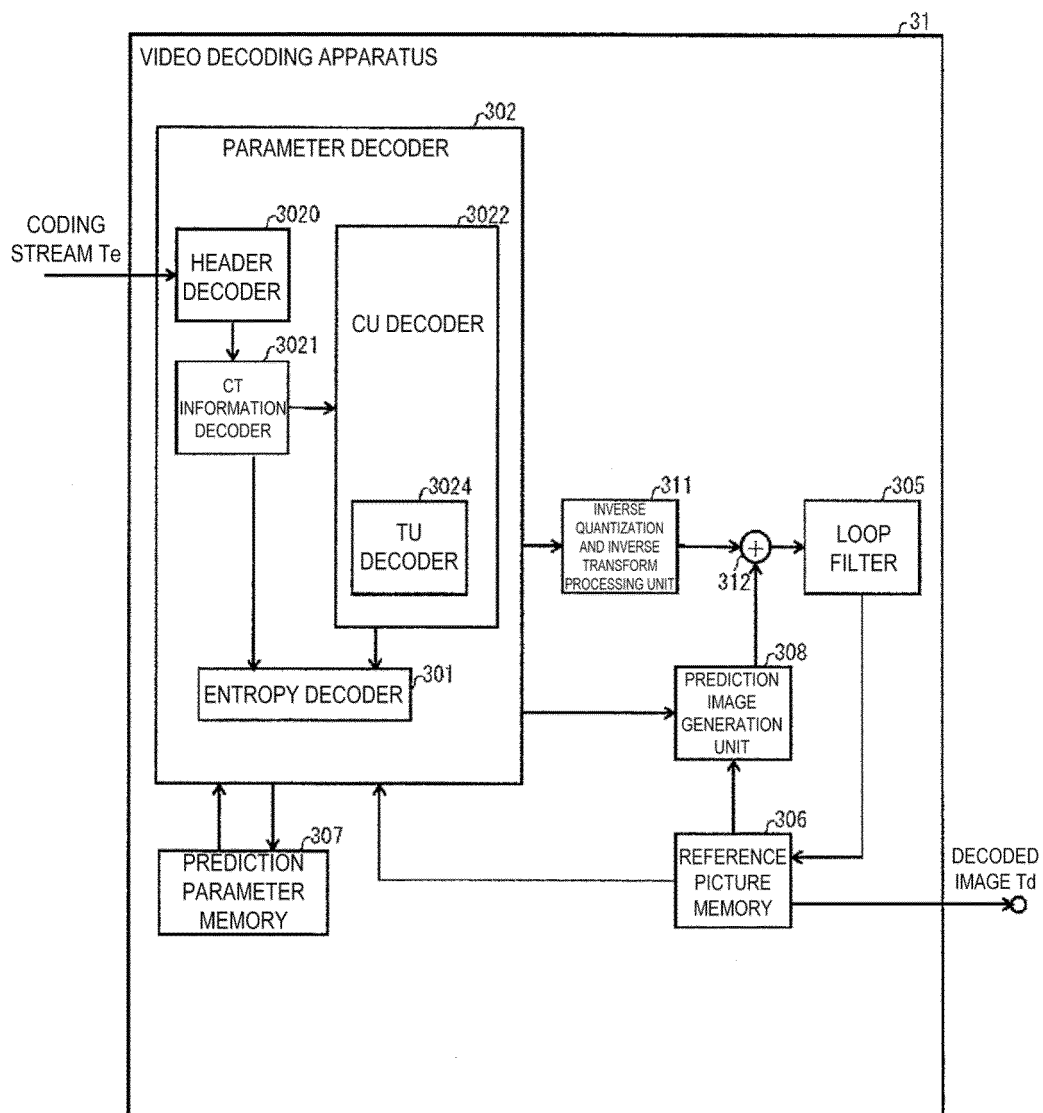 31
VIDEO DECODING APPARATUS
302
PARAMETER DECODER
CODING
STREAM Te
3020
HEADER
DECODER
3022
CU DECODER
3021
CT
INFORMATION
DECODER
3024
TU
DECODER
311
INVERSE
QUANTIZATION
AND INVERSE
TRANSFORM
PROCESSING UNIT
312
305
LOOP
FILTER
301
ENTROPY DECODER
308
PREDICTION
IMAGE
GENERATION
UNIT
307
PREDICTION
PARAMETER
MEMORY
306
REFERENCE
PICTURE
MEMORY
DECODED
IMAGE Td